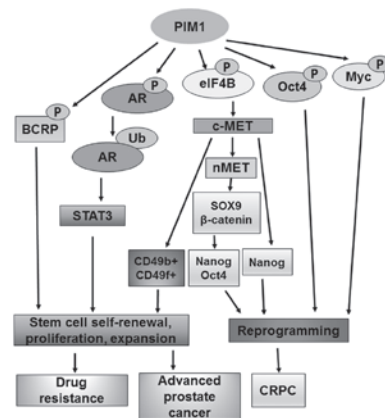 PIM1
P
P
P
P
P
AR
eIF4B
Oct4
Myc
BCRP
Ub
AR
c-MET
nMET
STAT3
SOX9
β-catenin
CD49b+
CD49f+
Nanog
Oct4
Nanog
Stem cell self-renewal,
proliferation, expansion
Reprogramming
Drug
resistance
Advanced
prostate
cancer
CRPC